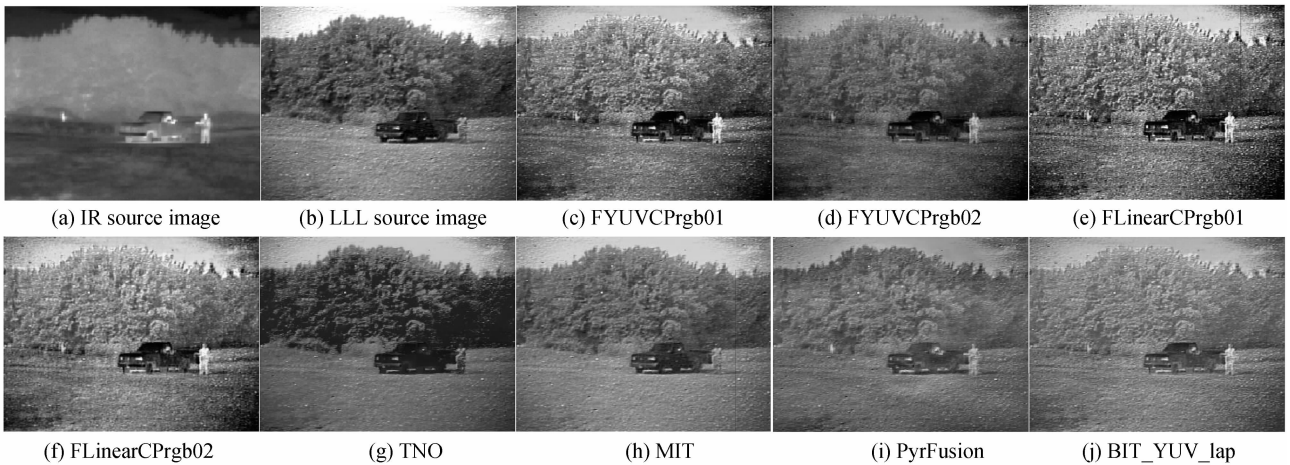 (a) IR source image
(b) LLL source image
(c) FYUVCPrgb01
(d) FYUVCPrgb02
(e) FLinearCPrgb01
(f) FLinearCPrgb02
(g) TNO
(h) MIT
(i) PyrFusion
(j) BIT_YUV_lap